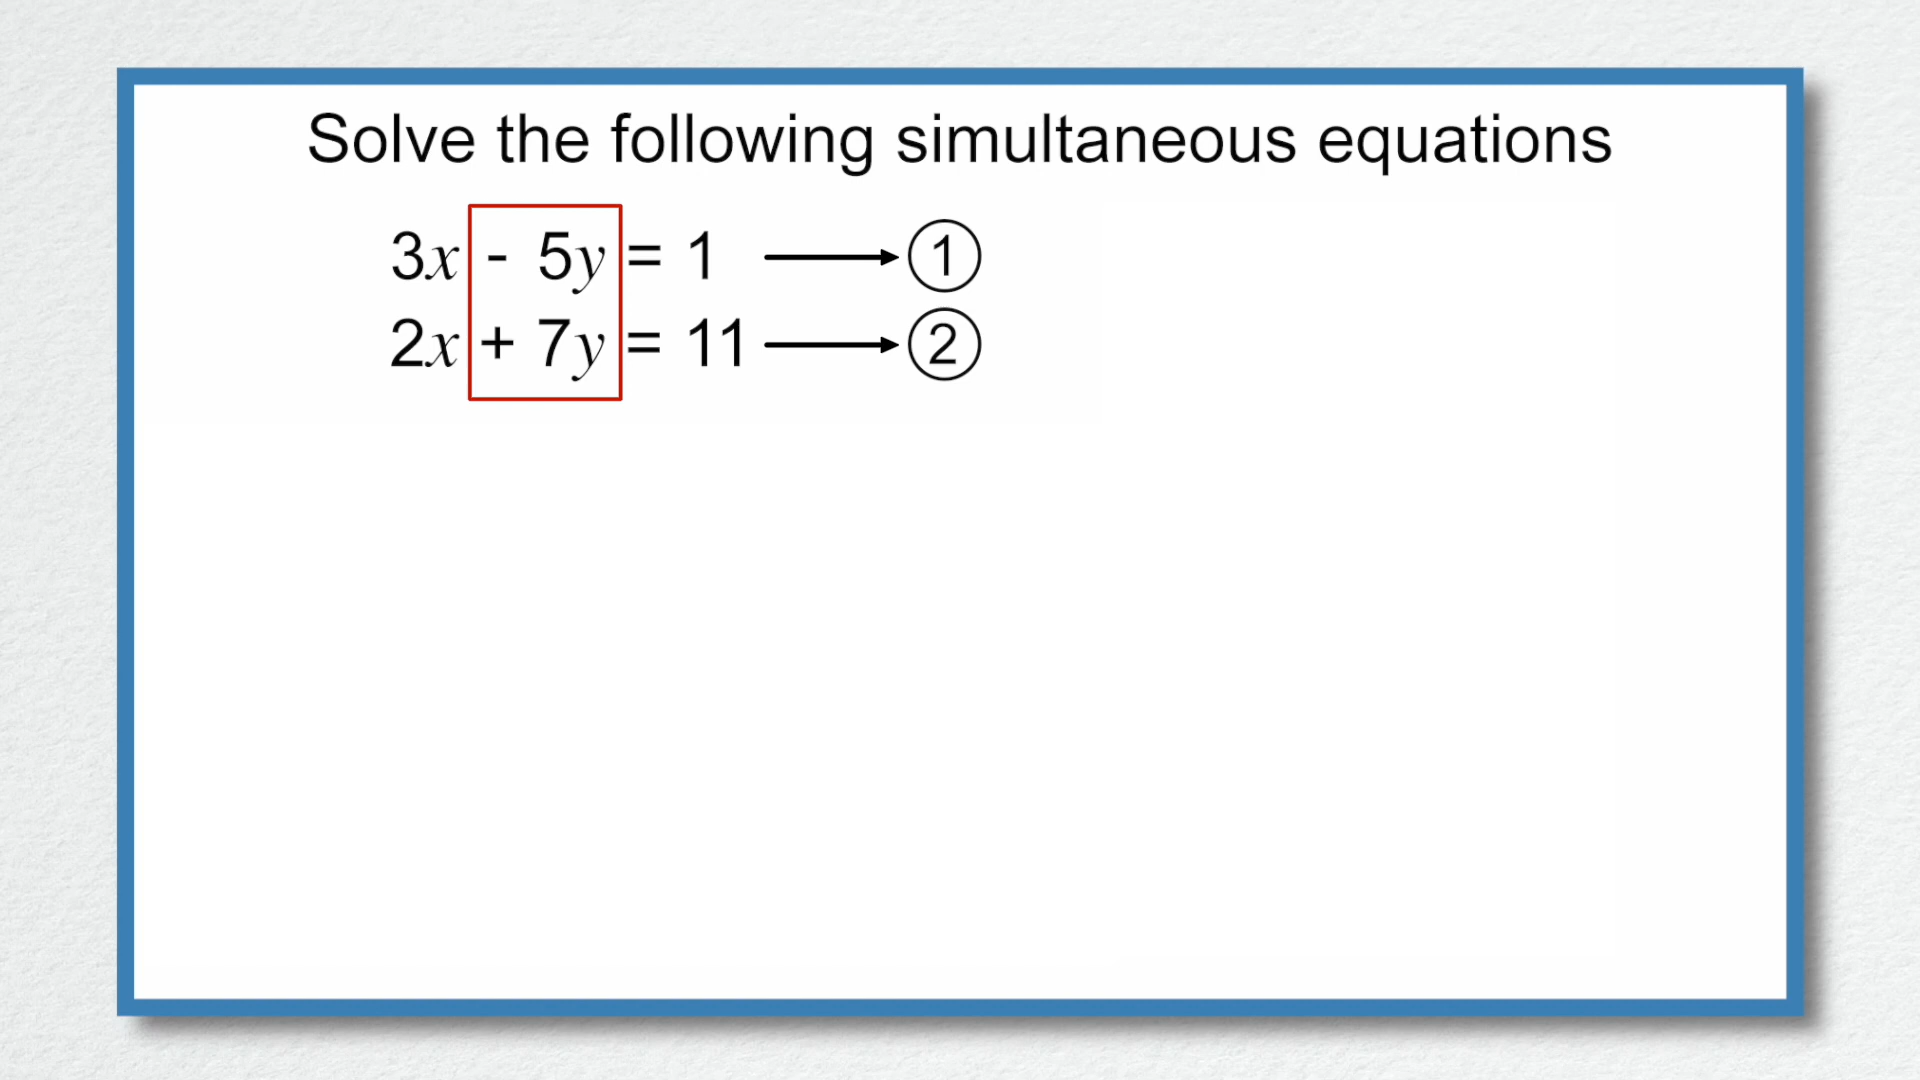 Solve the following simultaneous equations
3x - 5y = 1 ⟶ ①
2x + 7y = 11 ⟶ ②